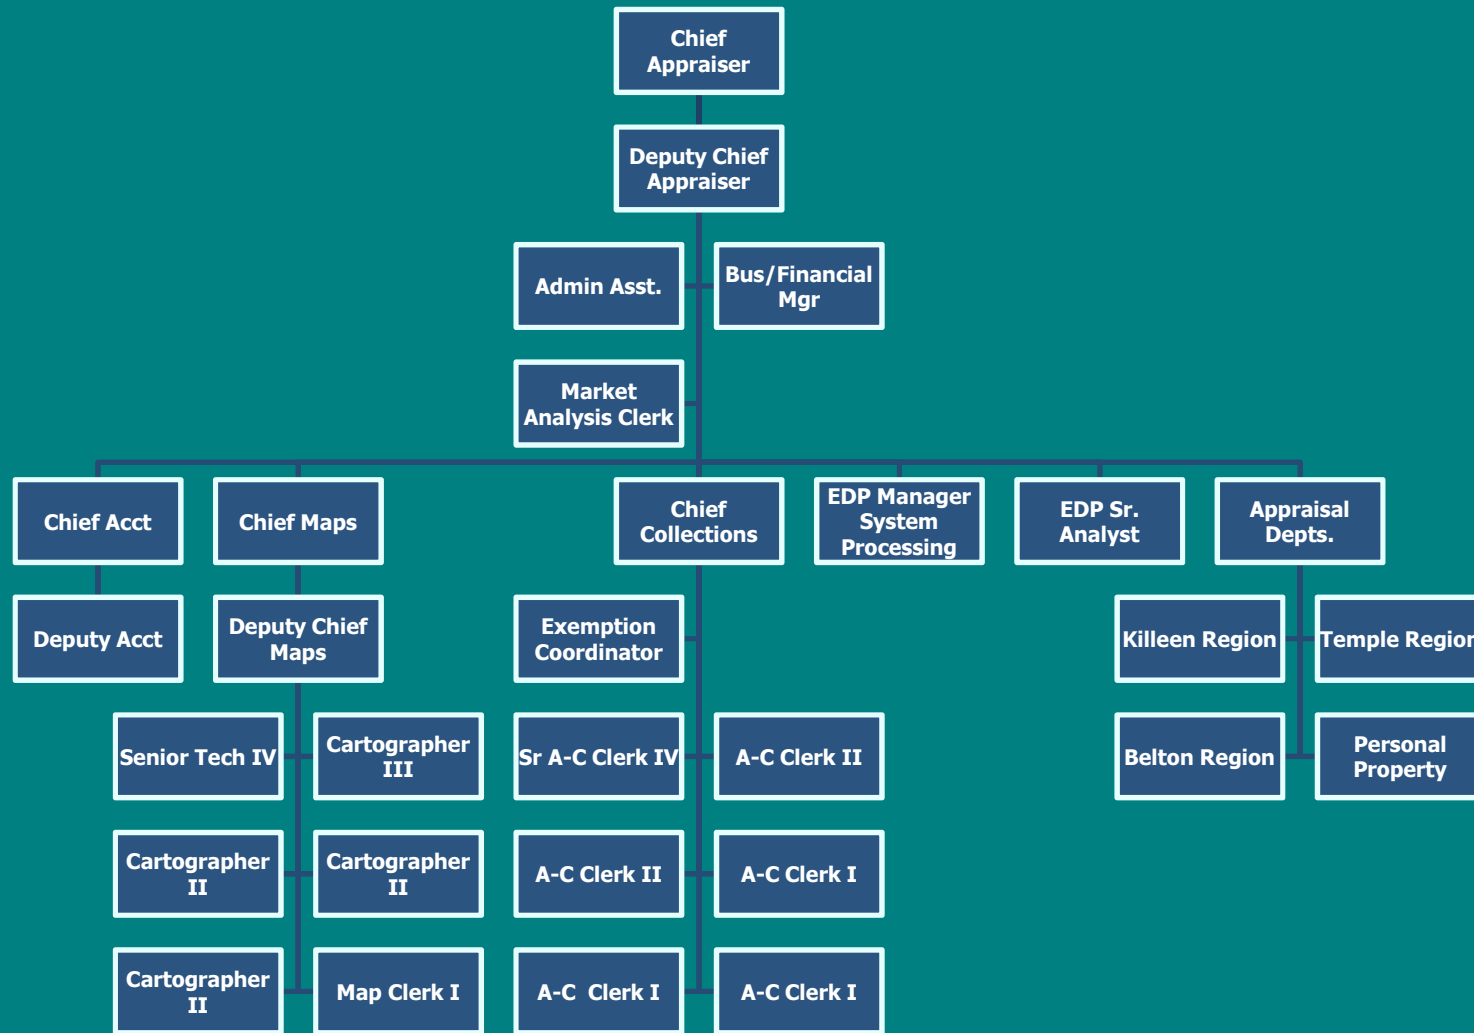 Chief
Appraiser
Deputy Chief
Appraiser
Admin Asst.
Bus/Financial
Mgr
Market
Analysis Clerk
Chief Acct
Chief Maps
Chief
Collections
EDP Manager
System
Processing
EDP Sr.
Analyst
Appraisal
Depts.
Deputy Acct
Deputy Chief
Maps
Exemption
Coordinator
Killeen Region
Temple Region
Senior Tech IV
Cartographer
III
Sr A-C Clerk IV
A-C Clerk II
Belton Region
Personal
Property
Cartographer
II
Cartographer
II
A-C Clerk II
A-C Clerk I
Cartographer
II
Map Clerk I
A-C  Clerk I
A-C Clerk I